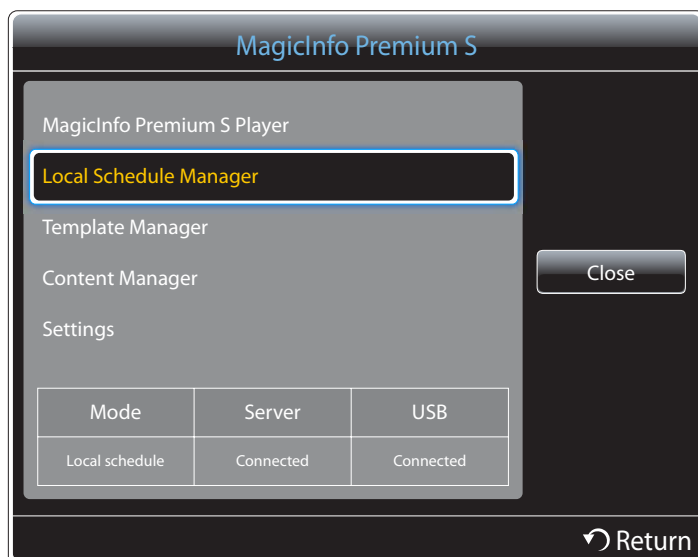 MagicInfo Premium S
MagicInfo Premium S Player
Local Schedule Manager
Template Manager
Content Manager
Close
Settings
Mode Server USB
Local schedule Connected Connected
Return